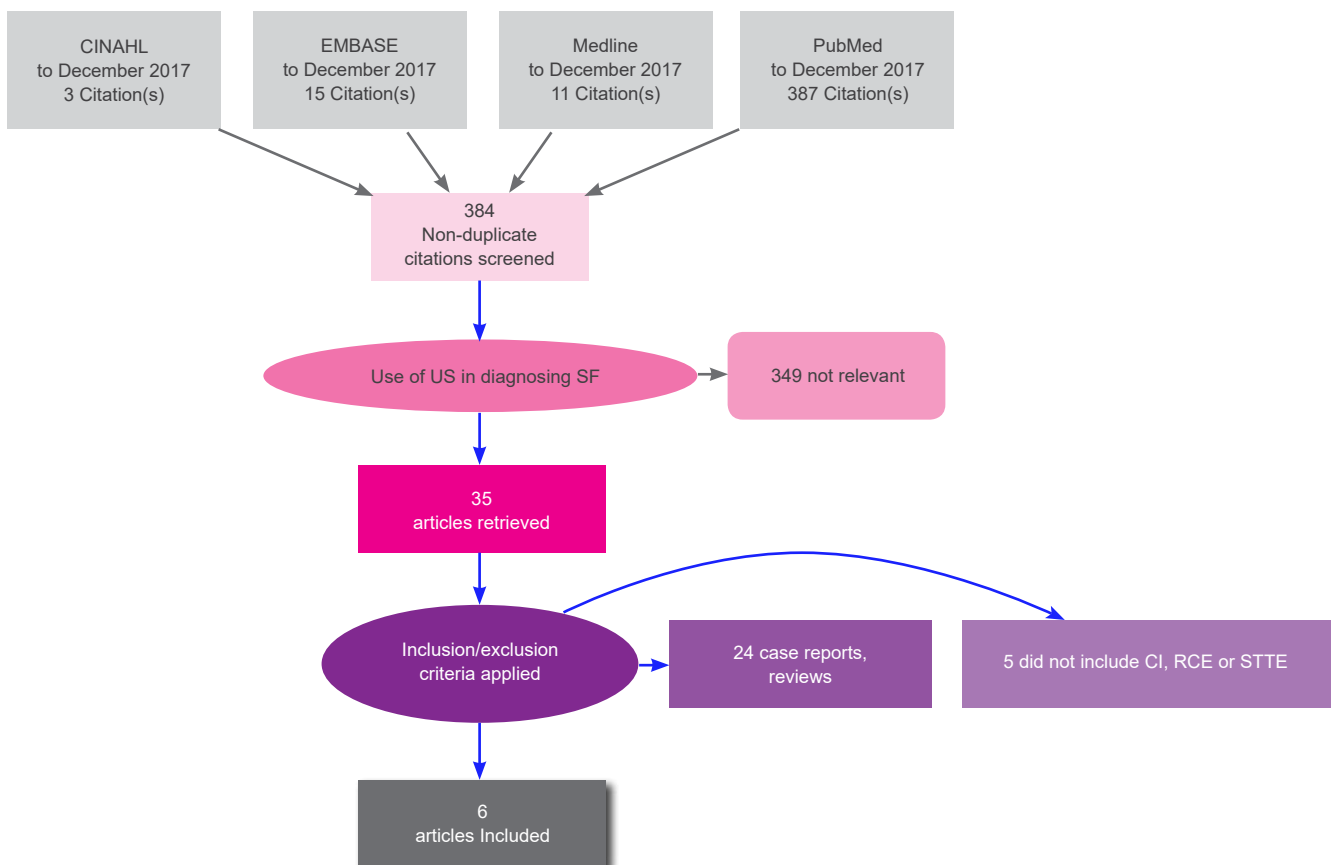 CINAHL
to December 2017
3 Citation(s)
EMBASE
to December 2017
15 Citation(s)
Medline
to December 2017
11 Citation(s)
PubMed
to December 2017
387 Citation(s)
384
Non-duplicate
citations screened
Use of US in diagnosing SF
349 not relevant
35
articles retrieved
Inclusion/exclusion
criteria applied
24 case reports,
reviews
5 did not include CI, RCE or STTE
6
articles Included